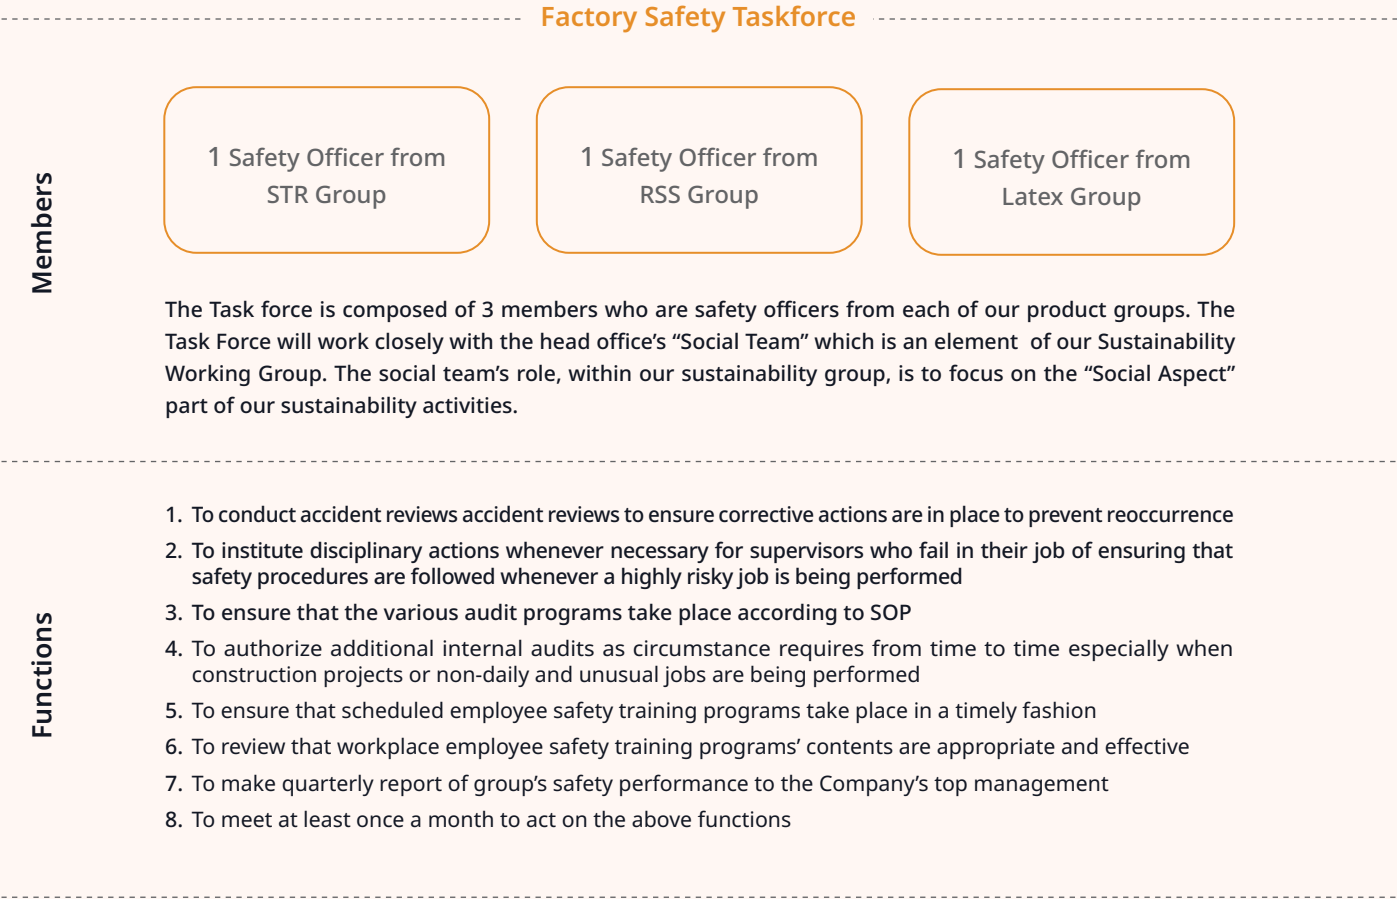 Factory Safety Taskforce
Members
1 Safety Officer from
STR Group
1 Safety Officer from
RSS Group
1 Safety Officer from
Latex Group
The Task force is composed of 3 members who are safety officers from each of our product groups. The
Task Force will work closely with the head office’s “Social Team” which is an element  of our Sustainability
Working Group. The social team’s role, within our sustainability group, is to focus on the “Social Aspect”
part of our sustainability activities.
Functions
1. To conduct accident reviews accident reviews to ensure corrective actions are in place to prevent reoccurrence
2. To institute disciplinary actions whenever necessary for supervisors who fail in their job of ensuring that
safety procedures are followed whenever a highly risky job is being performed
3. To ensure that the various audit programs take place according to SOP
4. To authorize additional internal audits as circumstance requires from time to time especially when
construction projects or non-daily and unusual jobs are being performed
5. To ensure that scheduled employee safety training programs take place in a timely fashion
6. To review that workplace employee safety training programs’ contents are appropriate and effective
7. To make quarterly report of group’s safety performance to the Company’s top management
8. To meet at least once a month to act on the above functions